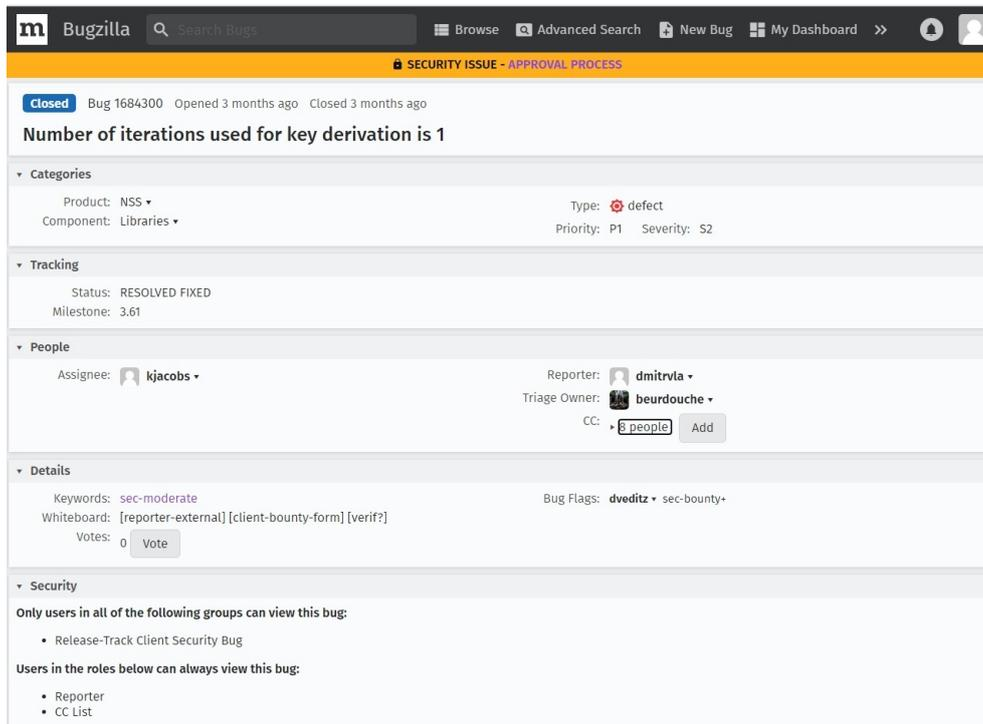 m Bugzilla Search Bugs Browse Advanced Search New Bug My Dashboard
SECURITY ISSUE - APPROVAL PROCESS
Closed Bug 1684300 Opened 3 months ago Closed 3 months ago
Number of iterations used for key derivation is 1
Categories
Product: NSS
Component: Libraries
Type: defect
Priority: P1 Severity: S2
Tracking
Status: RESOLVED FIXED
Milestone: 3.61
People
Assignee: kjacobs
Reporter: dmitrvla
Triage Owner: beurdouche
CC: 8 people Add
Details
Keywords: sec-moderate
Whiteboard: [reporter-external] [client-bounty-form] [verif?]
Votes: 0 Vote
Bug Flags: dveditz sec-bounty+
Security
Only users in all of the following groups can view this bug:
• Release-Track Client Security Bug
Users in the roles below can always view this bug:
• Reporter
• CC List